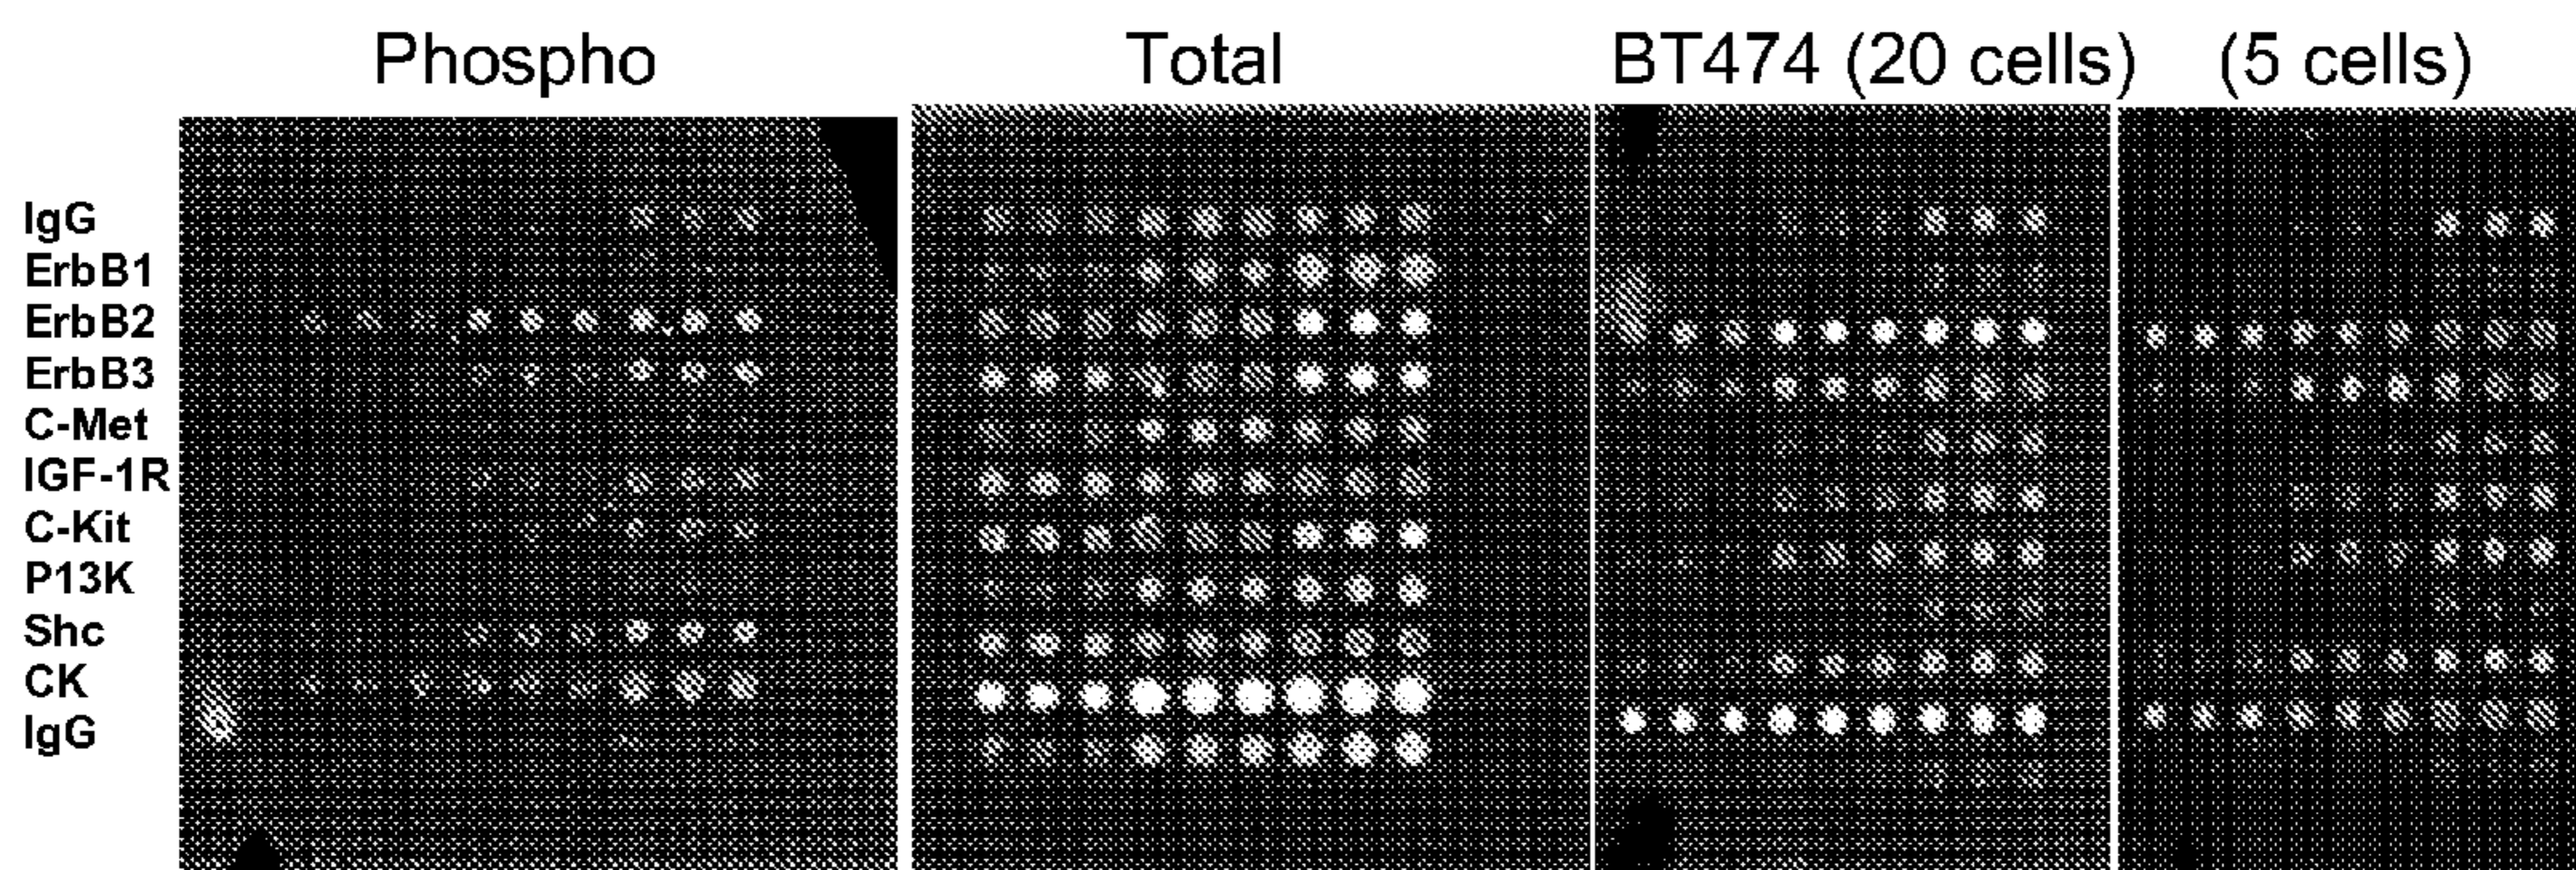 Phospho Total BT474 (20 cells) (5 cells)
IgG
ErbB1
ErbB2
ErbB3
C-Met
IGF-1R
C-Kit
P13K
Shc
CK
IgG